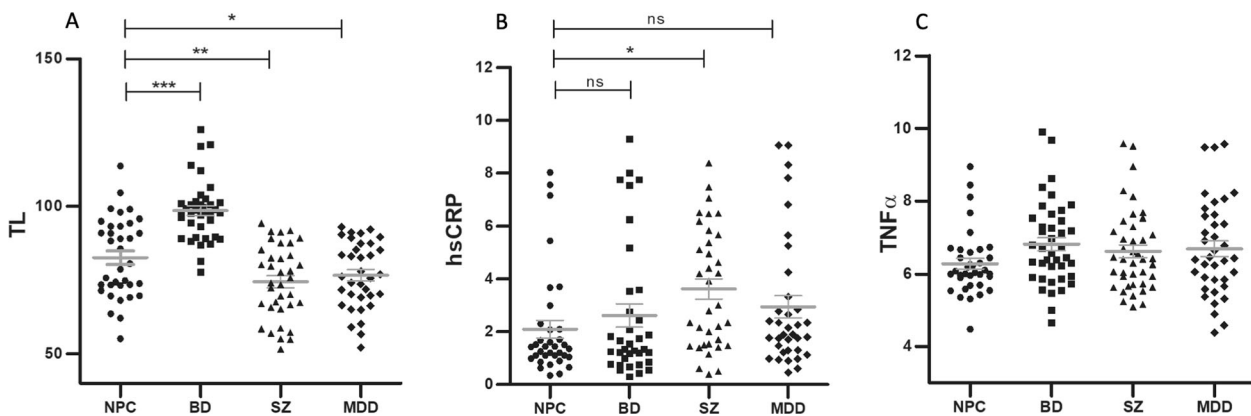 A
*
**
***
150
100
50
TL
NPC BD SZ MDD
B
ns
*
ns
12
10
8
6
4
2
0
hsCRP
NPC BD SZ MDD
C
12
10
8
6
4
TNFα
NPC BD SZ MDD